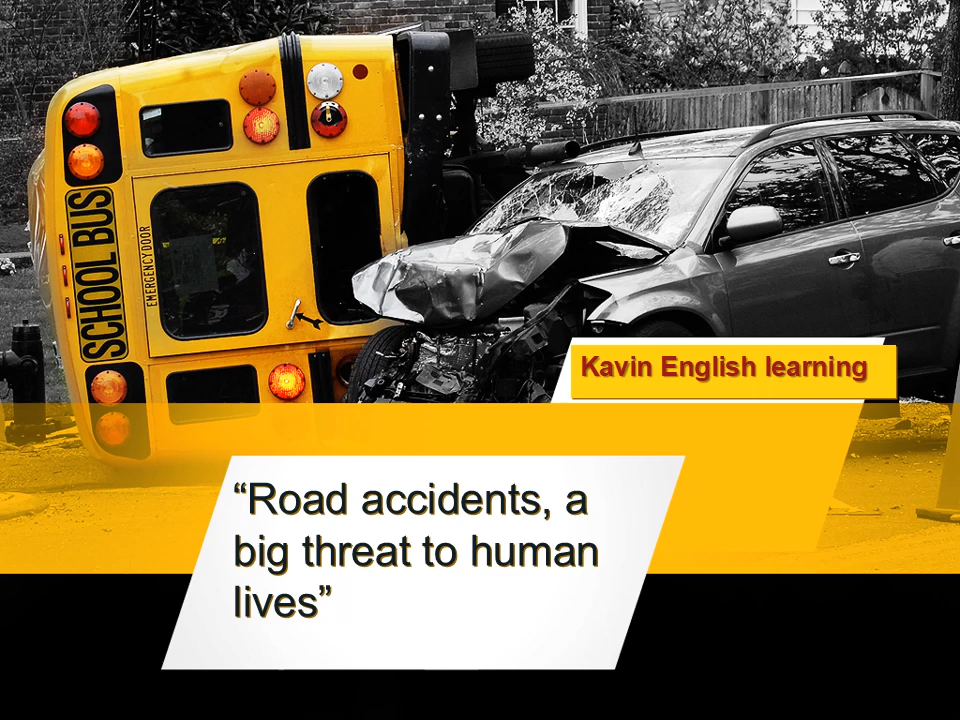 SCHOOL BUS
EMERGENCY DOOR
Kavin English learning
“Road accidents, a
big threat to human
lives”